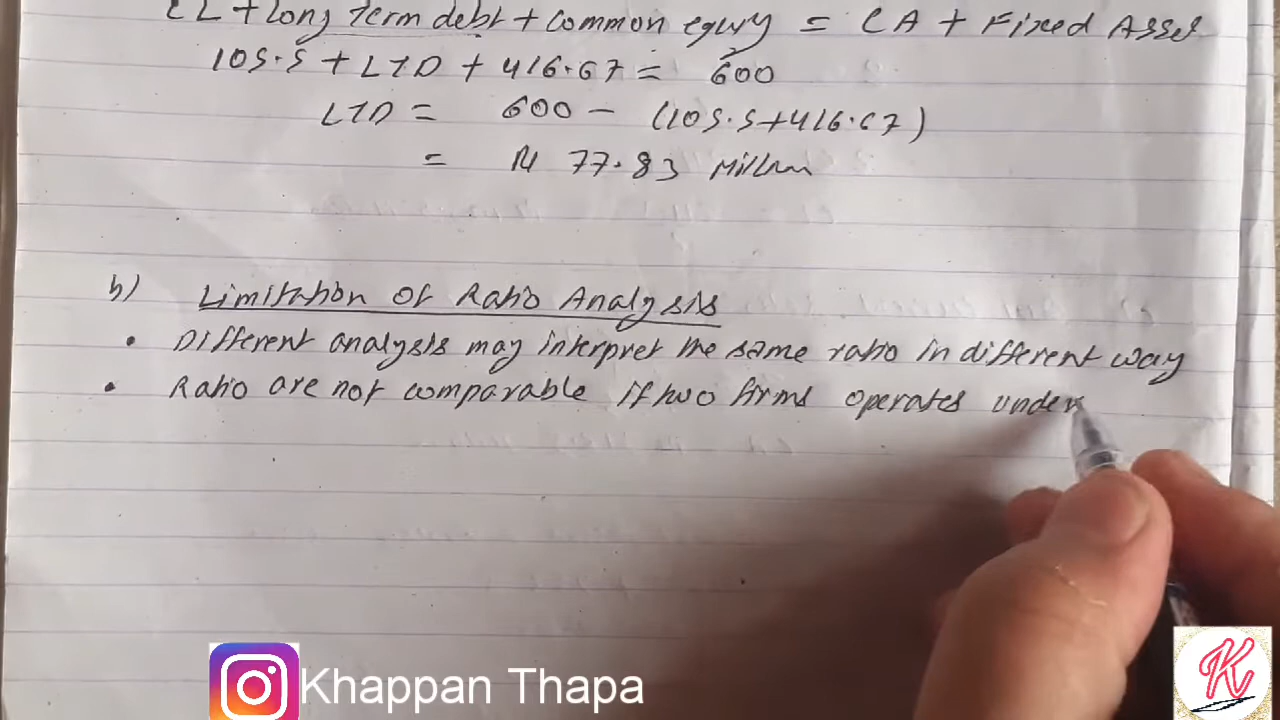 CL + Long Term debt + Common equity = CA + Fixed Asset
105.5 + LTD + 416.67 = 600
LTD = 600 - (105.5+416.67)
= Rs 77.83 Million
b) Limitation Of Ratio Analysis
• Different analysis may interpret the same ratio in different way
• Ratio are not comparable if two firms operates under
Khappan Thapa
K